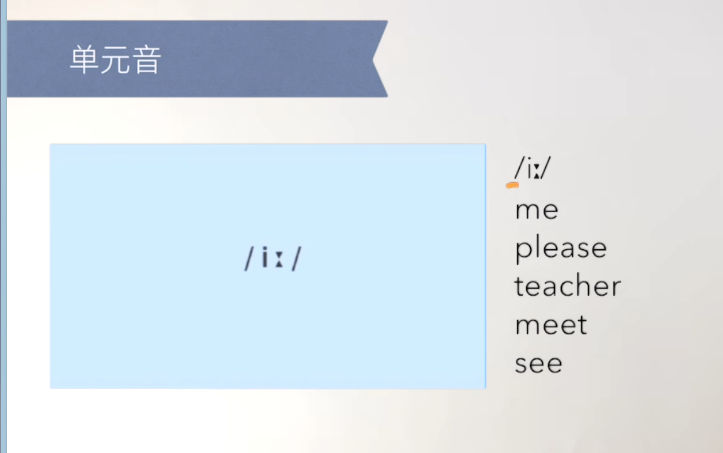 单元音
/iː/
/iː/
me
please
teacher
meet
see